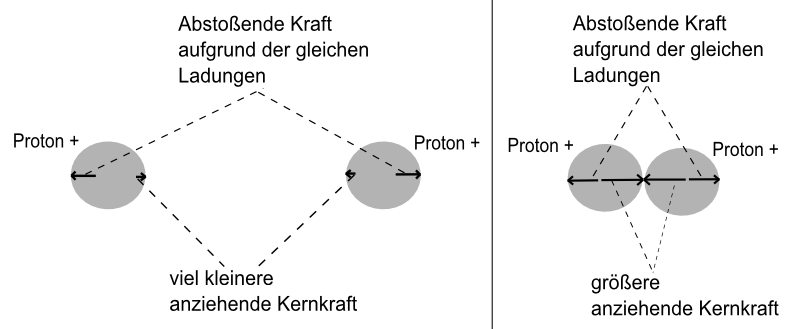 Abstoßende Kraft
aufgrund der gleichen
Ladungen
Proton +
Proton +
viel kleinere
anziehende Kernkraft
Abstoßende Kraft
aufgrund der gleichen
Ladungen
Proton +
Proton +
größere
anziehende Kernkraft